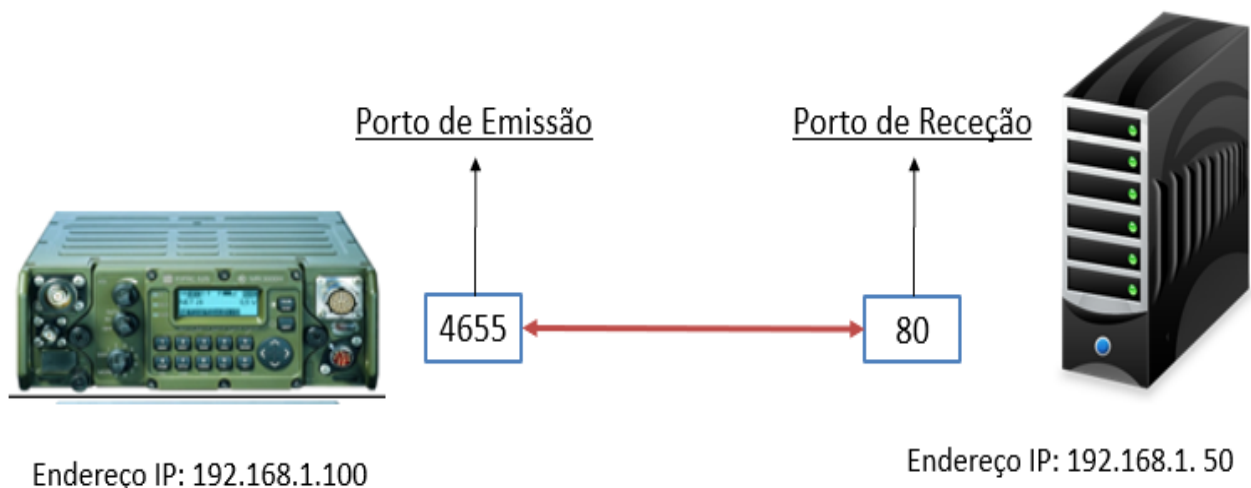 Porto de Emissão
Porto de Receção
4655
80
Endereço IP: 192.168.1.100
Endereço IP: 192.168.1. 50